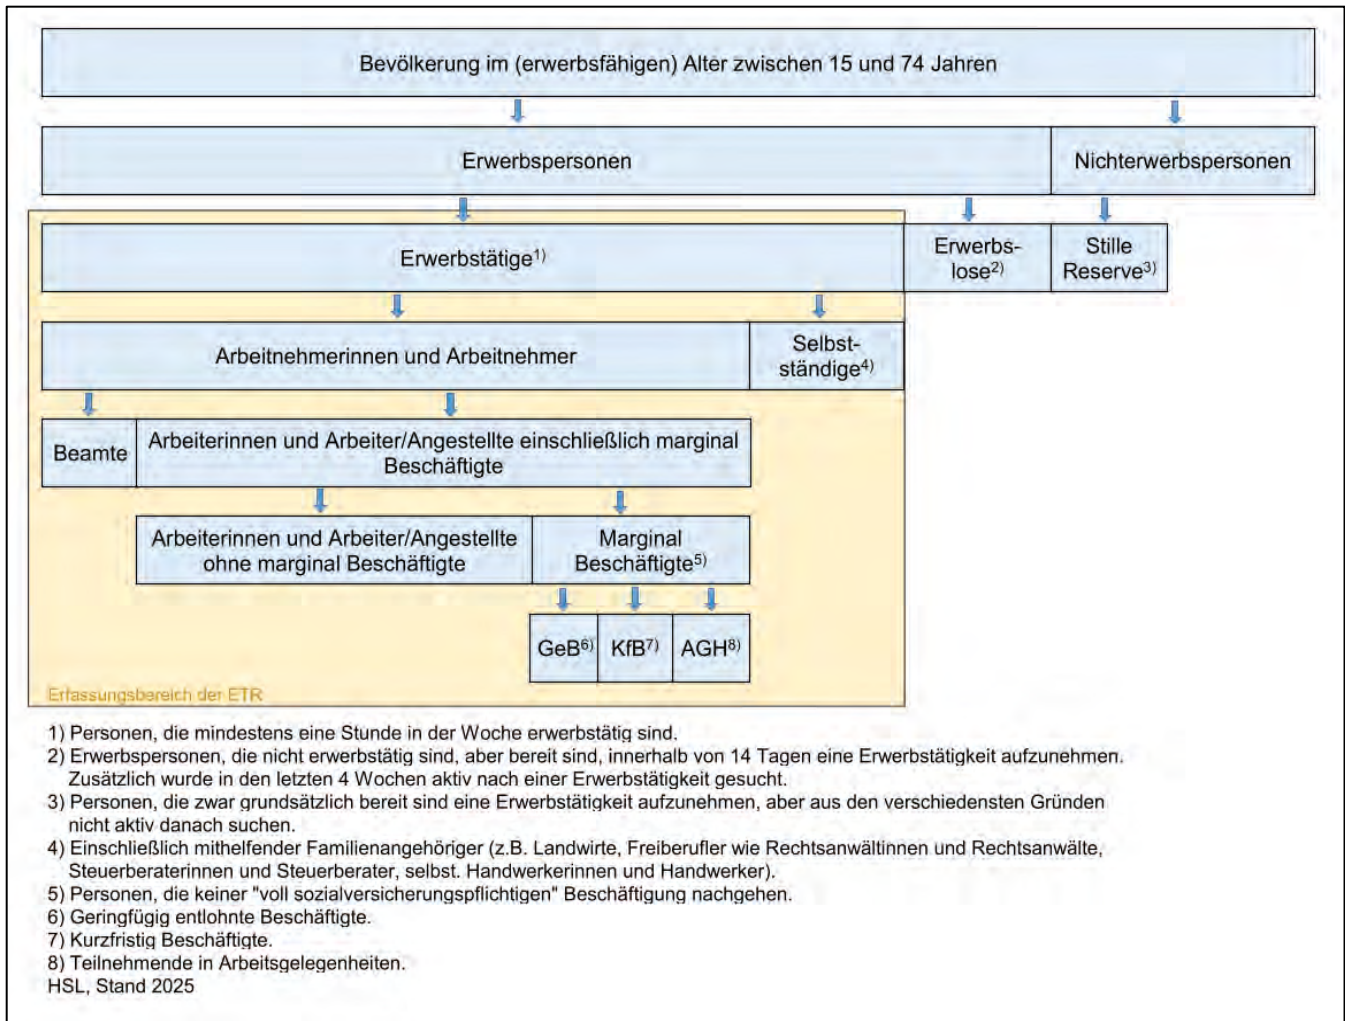 Bevölkerung im (erwerbsfähigen) Alter zwischen 15 und 74 Jahren
Erwerbspersonen
Nichterwerbspersonen
Erwerbstätige1)
Erwerbs-
lose2)
Stille
Reserve3)
Arbeitnehmerinnen und Arbeitnehmer
Selbst-
ständige4)
Beamte
Arbeiterinnen und Arbeiter/Angestellte einschließlich marginal
Beschäftigte
Arbeiterinnen und Arbeiter/Angestellte
ohne marginal Beschäftigte
Marginal
Beschäftigte5)
GeB6)
KfB7)
AGH8)
Erfassungsbereich der ETR
1) Personen, die mindestens eine Stunde in der Woche erwerbstätig sind.
2) Erwerbspersonen, die nicht erwerbstätig sind, aber bereit sind, innerhalb von 14 Tagen eine Erwerbstätigkeit aufzunehmen.
Zusätzlich wurde in den letzten 4 Wochen aktiv nach einer Erwerbstätigkeit gesucht.
3) Personen, die zwar grundsätzlich bereit sind eine Erwerbstätigkeit aufzunehmen, aber aus den verschiedensten Gründen
nicht aktiv danach suchen.
4) Einschließlich mithelfender Familienangehöriger (z.B. Landwirte, Freiberufler wie Rechtsanwältinnen und Rechtsanwälte,
Steuerberaterinnen und Steuerberater, selbst. Handwerkerinnen und Handwerker).
5) Personen, die keiner "voll sozialversicherungspflichtigen" Beschäftigung nachgehen.
6) Geringfügig entlohnte Beschäftigte.
7) Kurzfristig Beschäftigte.
8) Teilnehmende in Arbeitsgelegenheiten.
HSL, Stand 2025